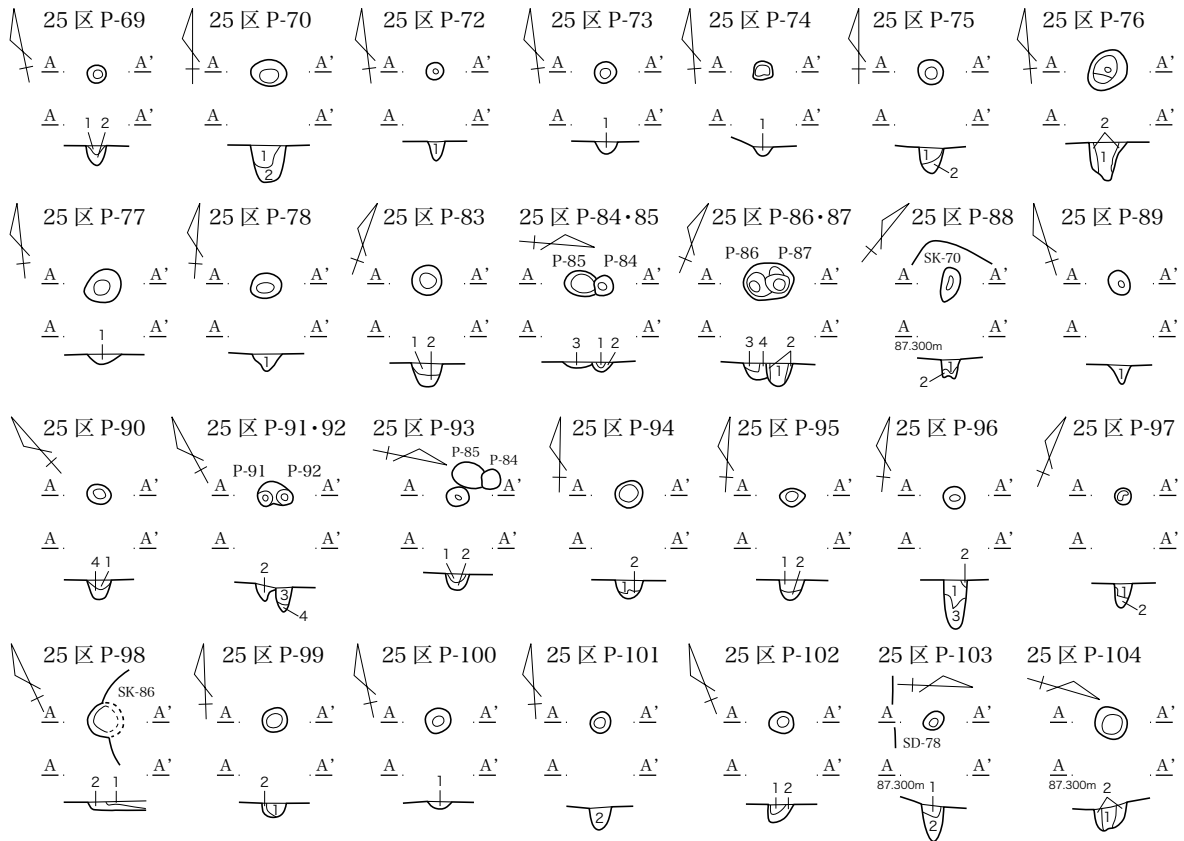 25区 P-69 25区 P-70 25区 P-72 25区 P-73 25区 P-74 25区 P-75 25区 P-76
A A’ A A’ A A’ A A’ A A’ A A’ A A’
A A’ A A’ A A’ A A’ A A’ A A’ A A’
1 2 1 2 1 1 1 1 2 2 1
25区 P-77 25区 P-78 25区 P-83 25区 P-84・85 25区 P-86・87 25区 P-88 25区 P-89
P-85 P-84 P-86 P-87 SK-70
A A’ A A’ A A’ A A’ A A’ A A’ A A’
A A’ A A’ A A’ A A’ A A’ A A’ A A’
87.300m
1 1 1 2 3 1 2 3 4 2 1 1 2 1
25区 P-90 25区 P-91・92 25区 P-93 25区 P-94 25区 P-95 25区 P-96 25区 P-97
P-91 P-92 P-85 P-84
A A’ A A’ A A’ A A’ A A’ A A’ A A’
A A’ A A’ A A’ A A’ A A’ A A’ A A’
4 1 2 3 4 1 2 2 1 1 2 2 1 3 1 2
25区 P-98 25区 P-99 25区 P-100 25区 P-101 25区 P-102 25区 P-103 25区 P-104
SK-86 SD-78
A A’ A A’ A A’ A A’ A A’ A A’ A A’
A A’ A A’ A A’ A A’ A A’ A A’ A A’
87.300m 87.300m
2 1 2 1 1 2 1 2 1 2 2 1